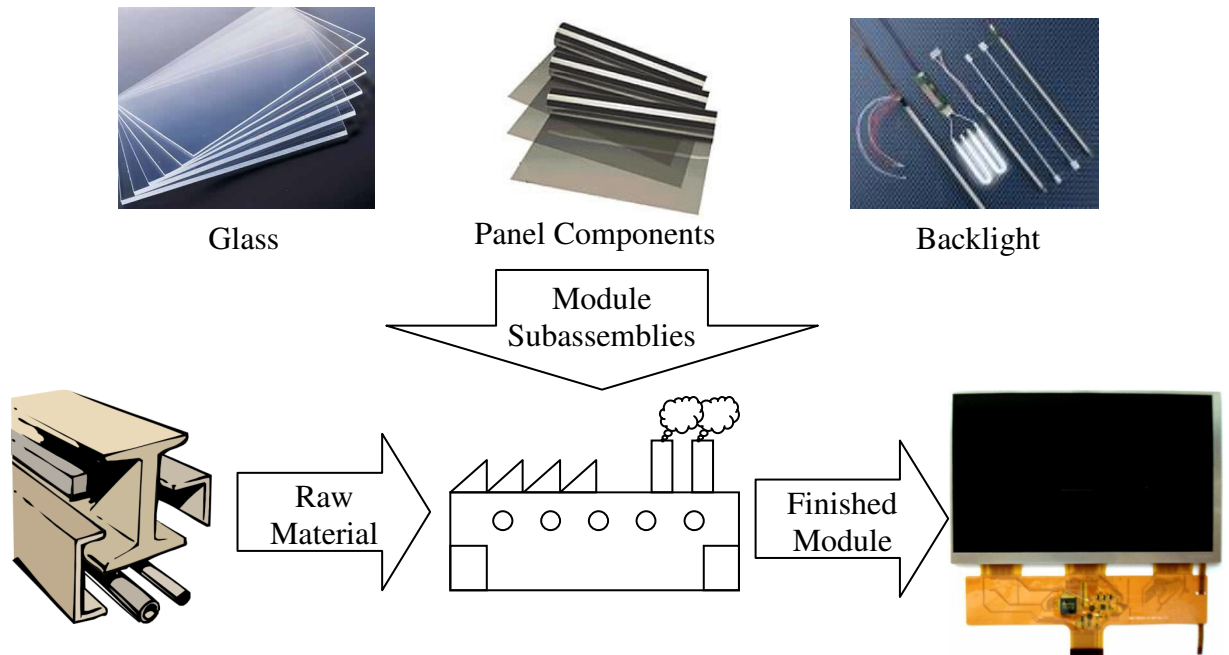 Glass
Panel Components
Backlight
Module
Subassemblies
Raw
Material
Finished
Module